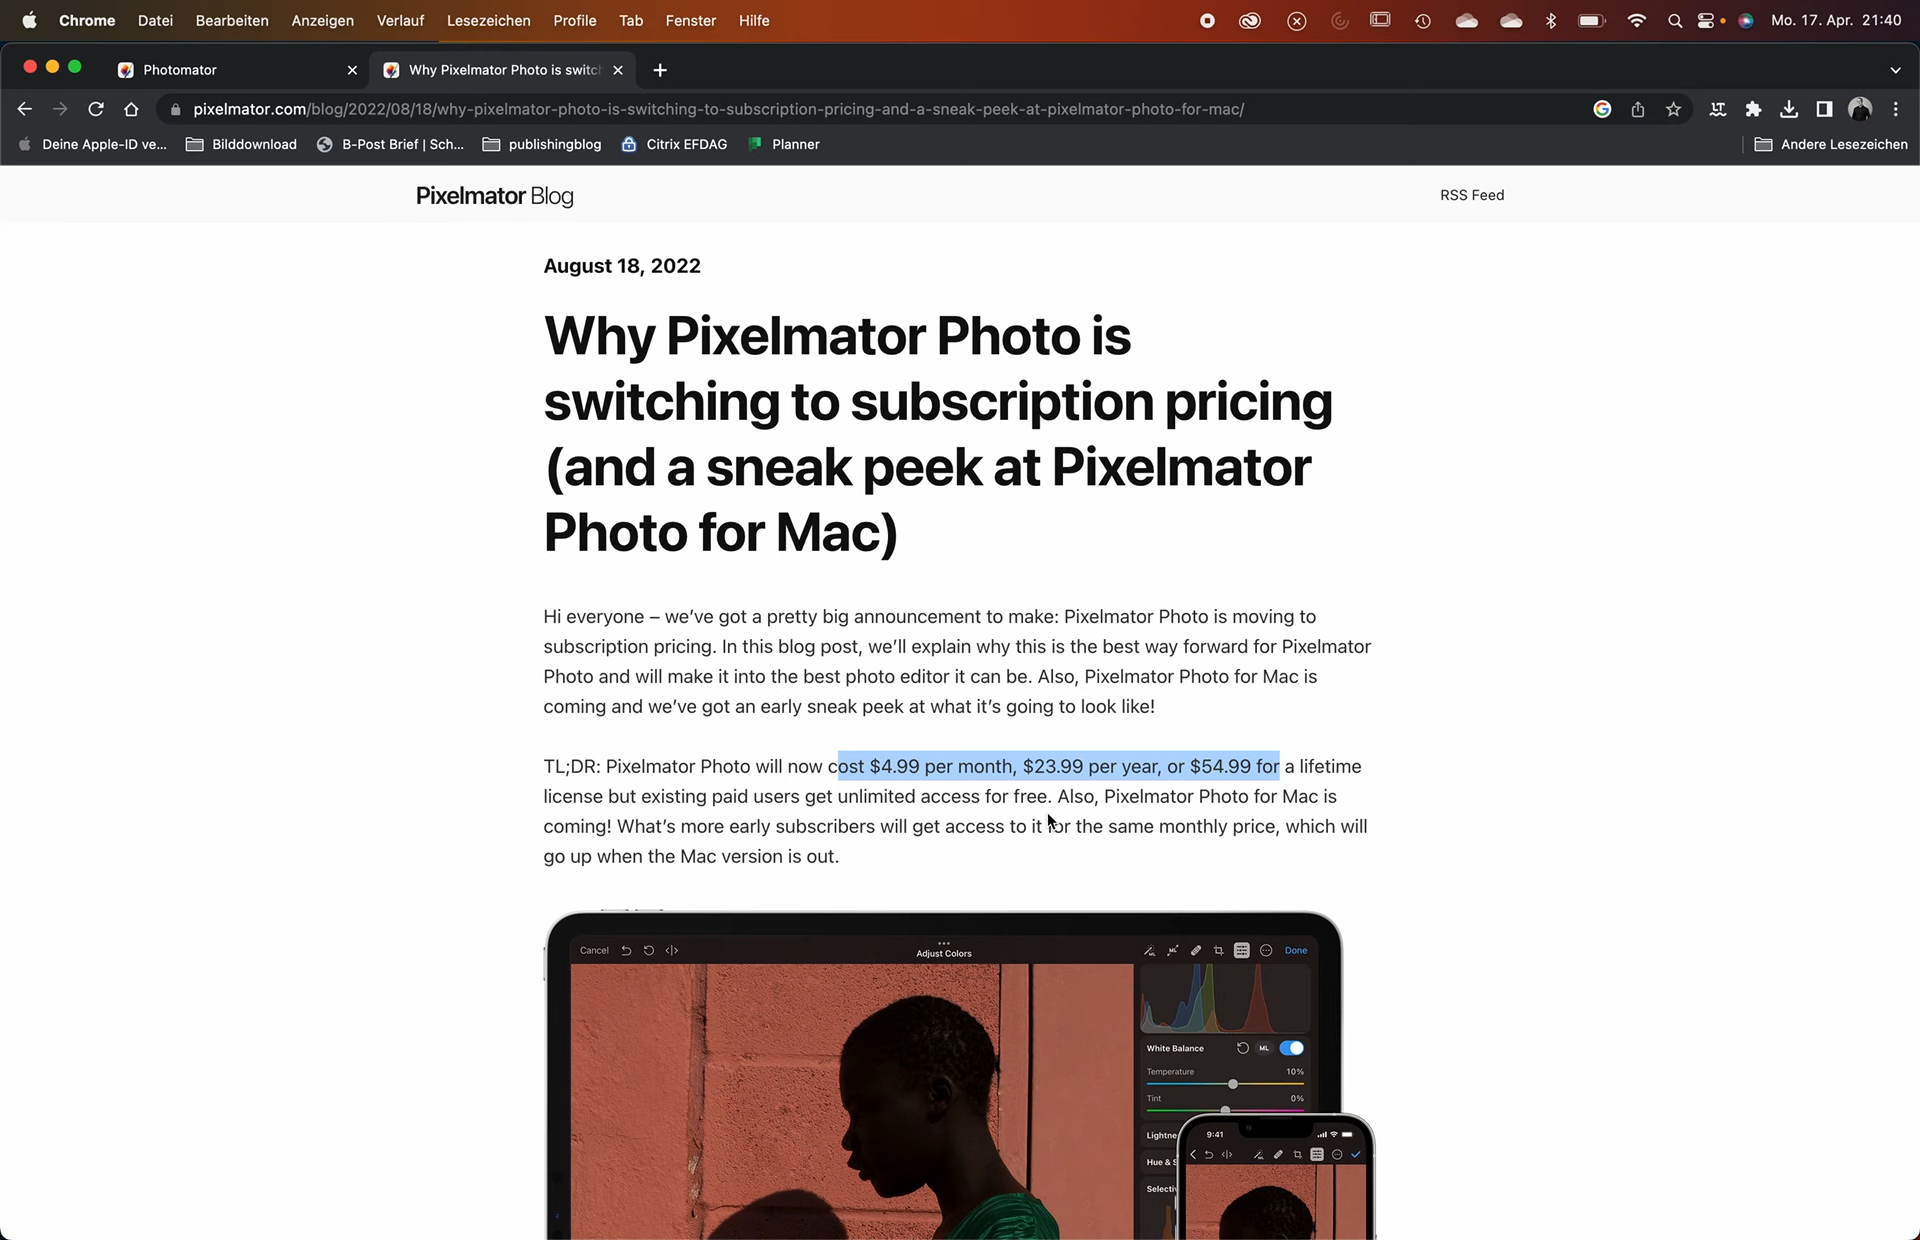 Chrome Datei Bearbeiten Anzeigen Verlauf Lesezeichen Profile Tab Fenster Hilfe Mo. 17. Apr. 21:40
Photomator Why Pixelmator Photo is switc
pixelmator.com/blog/2022/08/18/why-pixelmator-photo-is-switching-to-subscription-pricing-and-a-sneak-peek-at-pixelmator-photo-for-mac/
Deine Apple-ID ve... Bilddownload B-Post Brief | Sch... publishingblog Citrix EFDAG Planner Andere Lesezeichen
Pixelmator Blog RSS Feed
August 18, 2022
Why Pixelmator Photo is
switching to subscription pricing
(and a sneak peek at Pixelmator
Photo for Mac)
Hi everyone – we've got a pretty big announcement to make: Pixelmator Photo is moving to
subscription pricing. In this blog post, we'll explain why this is the best way forward for Pixelmator
Photo and will make it into the best photo editor it can be. Also, Pixelmator Photo for Mac is
coming and we've got an early sneak peek at what it's going to look like!
TL;DR: Pixelmator Photo will now cost $4.99 per month, $23.99 per year, or $54.99 for a lifetime
license but existing paid users get unlimited access for free. Also, Pixelmator Photo for Mac is
coming! What's more early subscribers will get access to it for the same monthly price, which will
go up when the Mac version is out.
Cancel Adjust Colors Done
White Balance ML
Temperature 10%
Tint 0%
Lightne
9:41
Hue & S
Selectiv